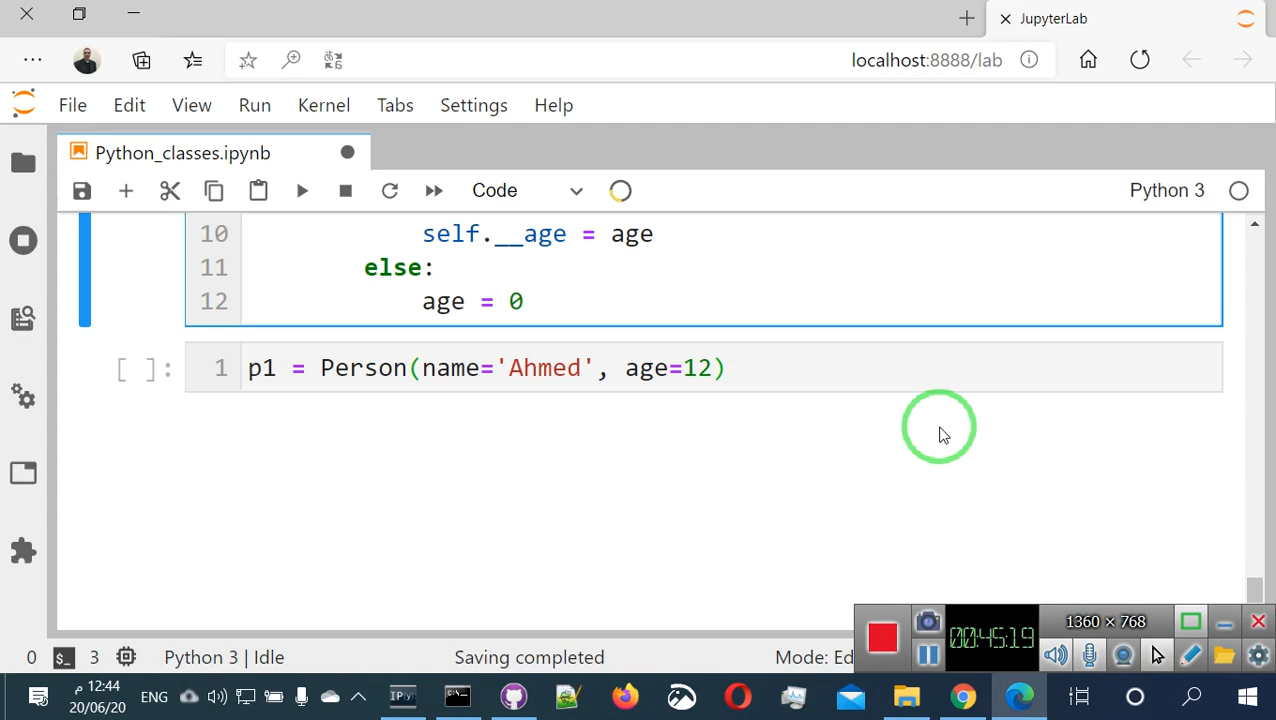 JupyterLab
localhost:8888/lab
File Edit View Run Kernel Tabs Settings Help
Python_classes.ipynb
Code
Python 3
10 self.__age = age
11 else:
12 age = 0
[ ]: 1 p1 = Person(name='Ahmed', age=12)
1360 × 768
00:45:19
0 3 Python 3 | Idle Saving completed Mode: Ed
IPy
ENG 12:44 م
20/06/20